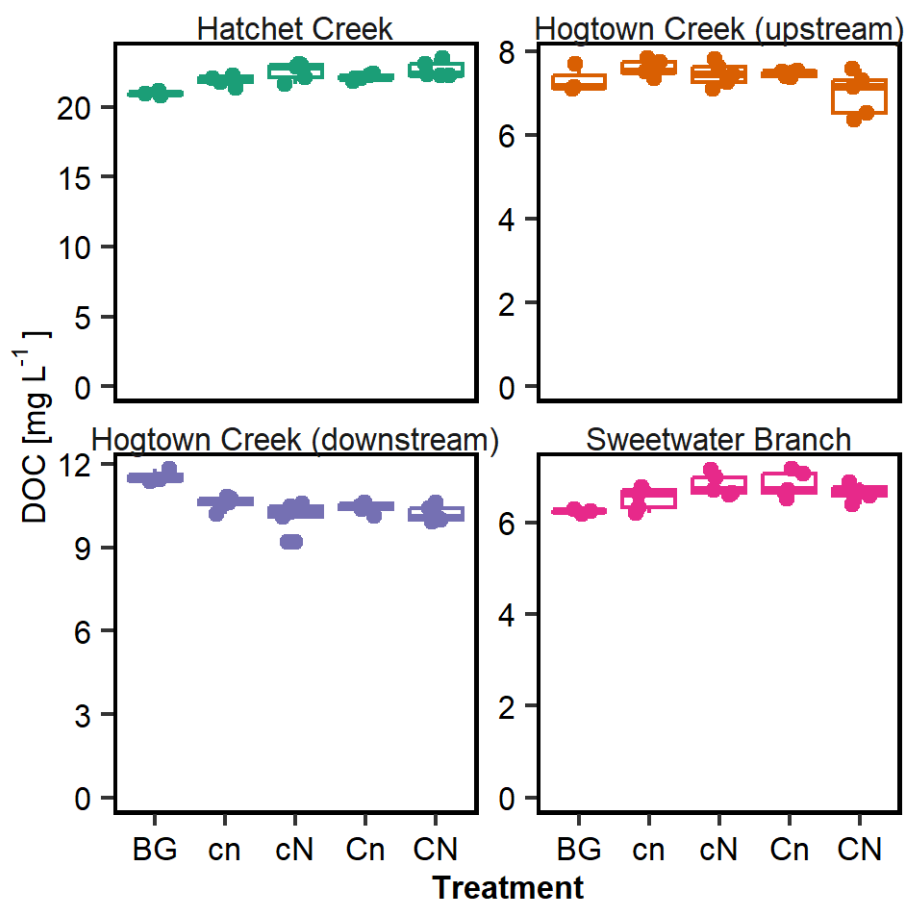 Hatchet Creek
Hogtown Creek (upstream)
20
15
10
5
0
8
6
4
2
0
DOC [mg L⁻¹ ]
Hogtown Creek (downstream)
Sweetwater Branch
12
9
6
3
0
6
4
2
0
BG cn cN Cn CN
BG cn cN Cn CN
Treatment